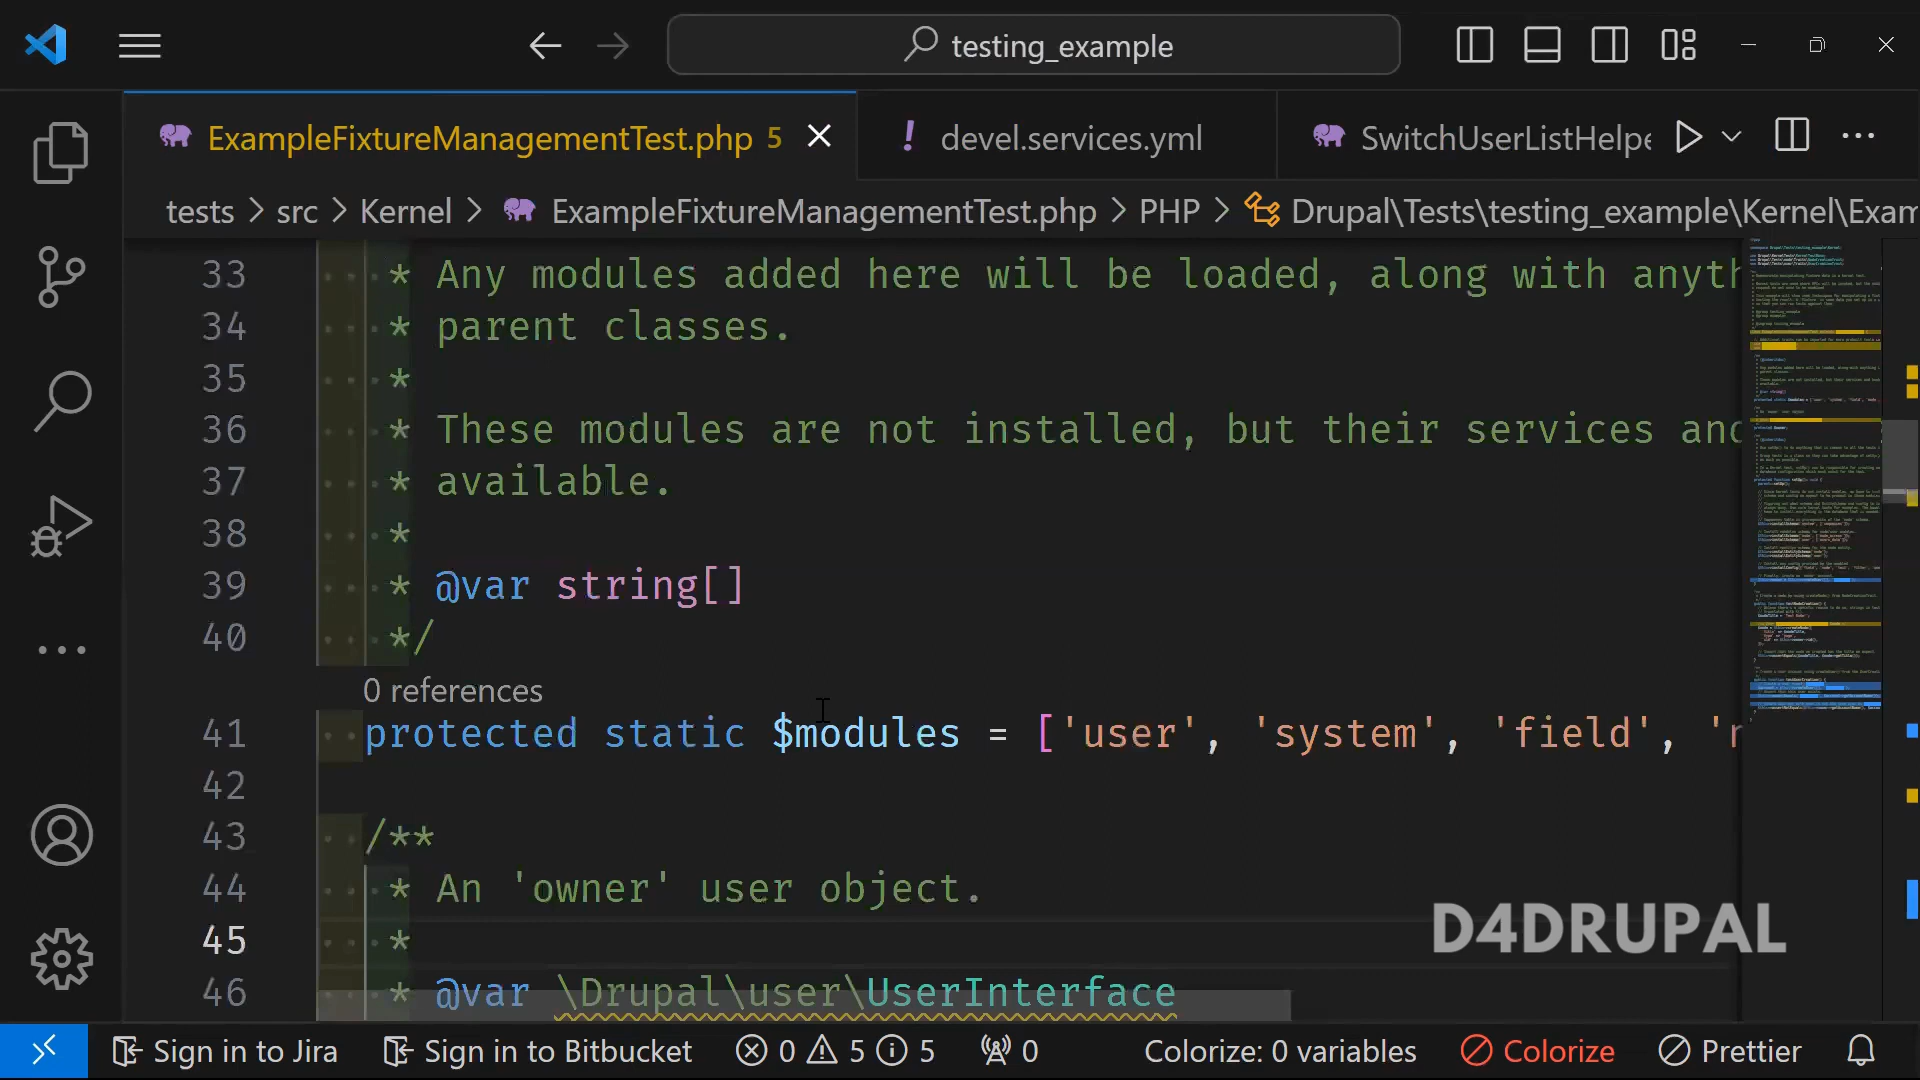 testing_example
ExampleFixtureManagementTest.php 5
devel.services.yml
SwitchUserListHelpe
tests > src > Kernel > ExampleFixtureManagementTest.php > PHP > Drupal\Tests\testing_example\Kernel\Exam
33 * Any modules added here will be loaded, along with anyth
34 * parent classes.
35 *
36 * These modules are not installed, but their services and
37 * available.
38 *
39 * @var string[]
40 */
0 references
41 protected static $modules = ['user', 'system', 'field', '
42
43 /**
44 * An 'owner' user object.
45 *
46 * @var \Drupal\user\UserInterface
D4DRUPAL
Sign in to Jira Sign in to Bitbucket 0 5 5 0 Colorize: 0 variables Colorize Prettier